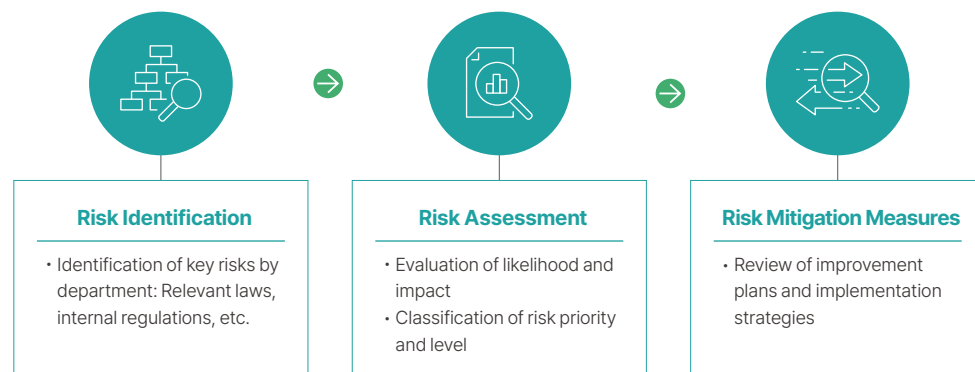 Risk Identification
• Identification of key risks by
department: Relevant laws,
internal regulations, etc.
Risk Assessment
• Evaluation of likelihood and
impact
• Classification of risk priority
and level
Risk Mitigation Measures
• Review of improvement
plans and implementation
strategies